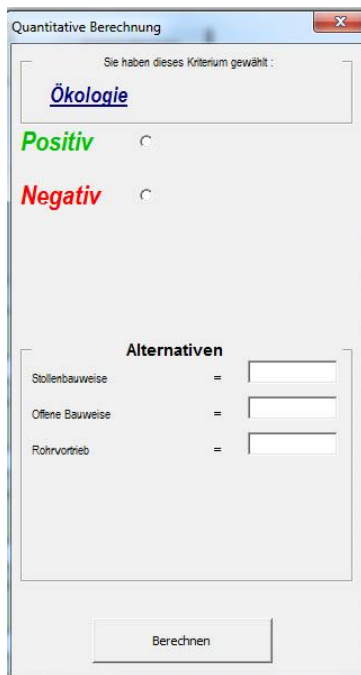 Quantitative Berechnung
Sie haben dieses Kriterium gewählt :
Ökologie
Positiv
Negativ
Alternativen
Stollenbauweise =
Offene Bauweise =
Rohrvortrieb =
Berechnen